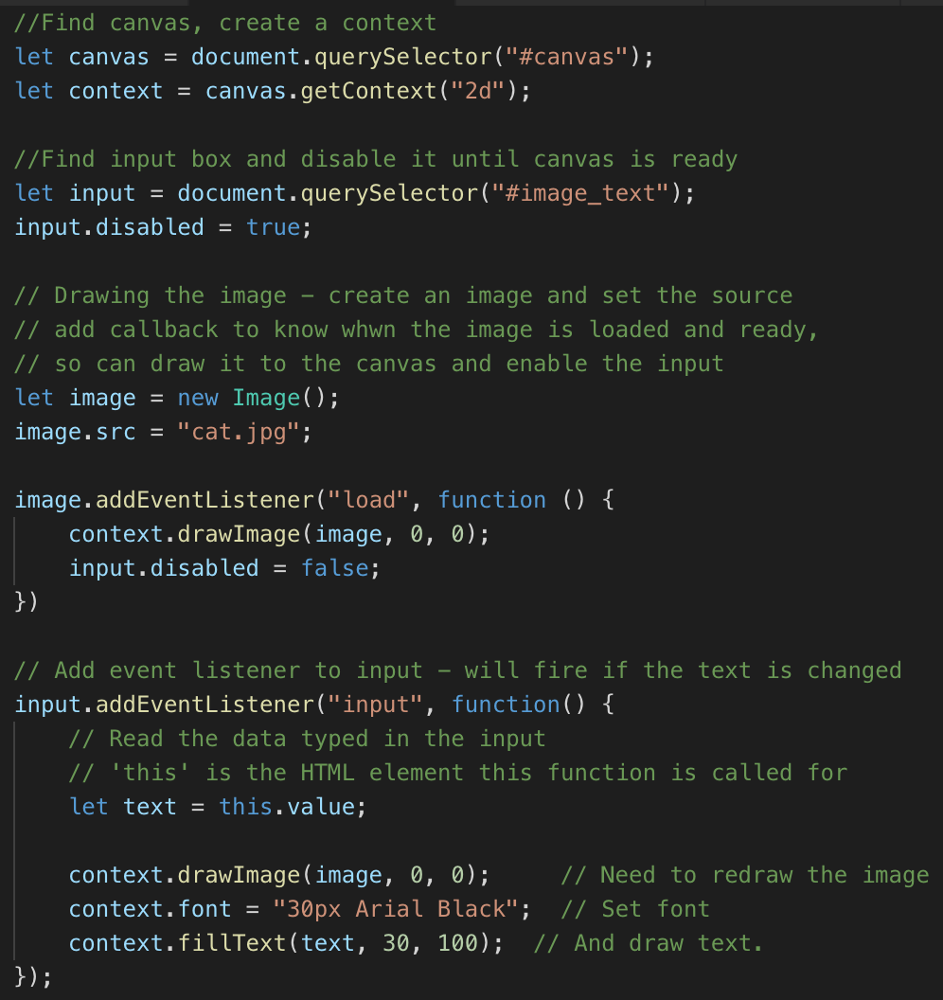 //Find canvas, create a context
let canvas = document.querySelector("#canvas");
let context = canvas.getContext("2d");

//Find input box and disable it until canvas is ready
let input = document.querySelector("#image_text");
input.disabled = true;

// Drawing the image – create an image and set the source
// add callback to know whwn the image is loaded and ready,
// so can draw it to the canvas and enable the input
let image = new Image();
image.src = "cat.jpg";

image.addEventListener("load", function () {
    context.drawImage(image, 0, 0);
    input.disabled = false;
})

// Add event listener to input – will fire if the text is changed
input.addEventListener("input", function() {
    // Read the data typed in the input
    // 'this' is the HTML element this function is called for
    let text = this.value;

    context.drawImage(image, 0, 0);     // Need to redraw the image
    context.font = "30px Arial Black";  // Set font
    context.fillText(text, 30, 100);  // And draw text.
});